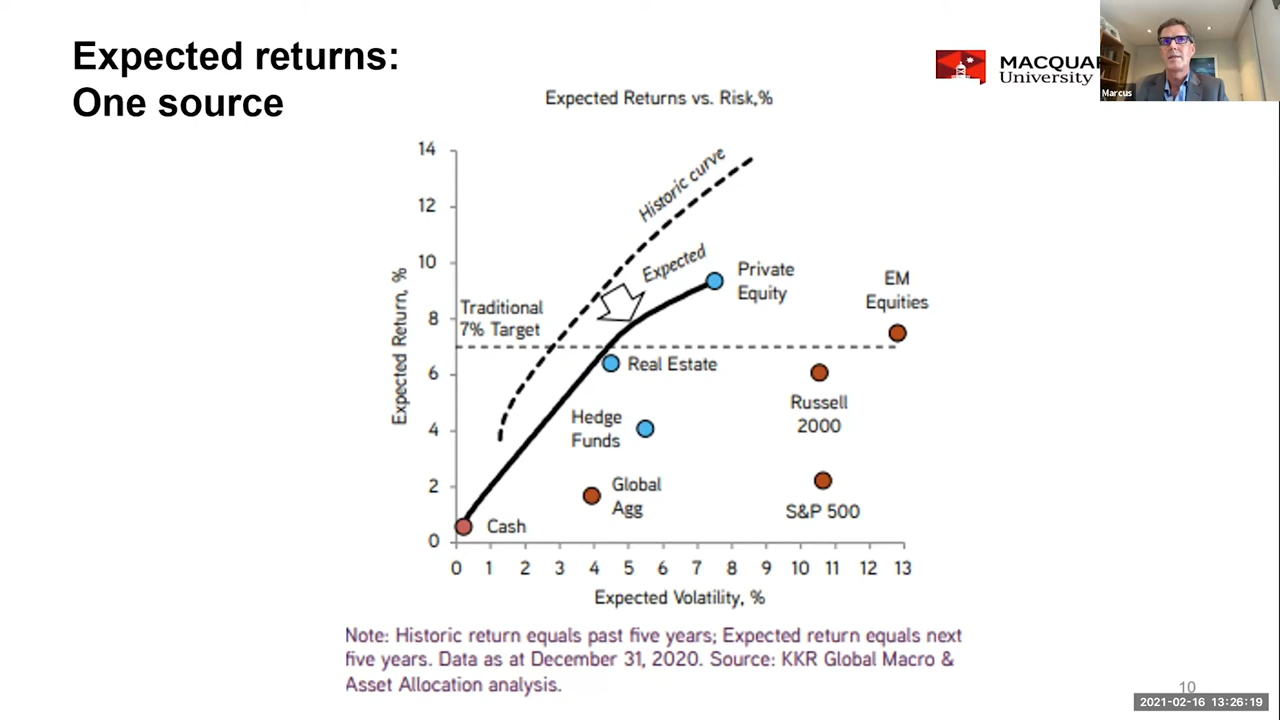 Expected returns:
One source
MACQUAR
University
Marcus
Expected Returns vs. Risk,%
14
12
10
8
6
4
2
0
Expected Return, %
Historic curve
Expected
Traditional
7% Target
Private
Equity
EM
Equities
Real Estate
Russell
2000
Hedge
Funds
Global
Agg
S&P 500
Cash
0 1 2 3 4 5 6 7 8 9 10 11 12 13
Expected Volatility, %
Note: Historic return equals past five years; Expected return equals next
five years. Data as at December 31, 2020. Source: KKR Global Macro &
Asset Allocation analysis.
10
2021-02-16 13:26:19